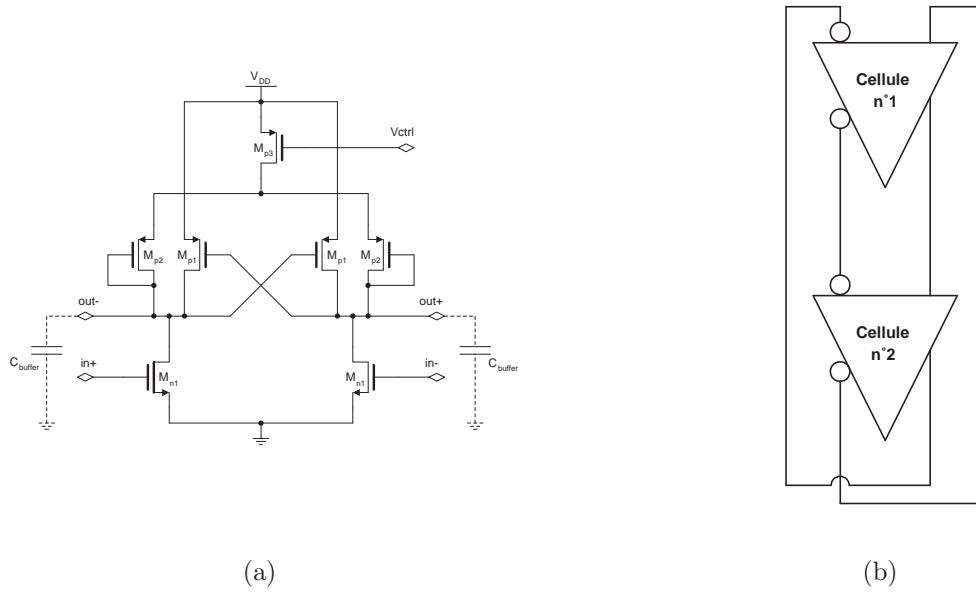 V_DD
Vctrl
M_p3
M_p2
M_p1
M_p1
M_p2
out-
out+
C_buffer
in+
M_n1
M_n1
in-
C_buffer
(a)
Cellule
n°1
Cellule
n°2
(b)